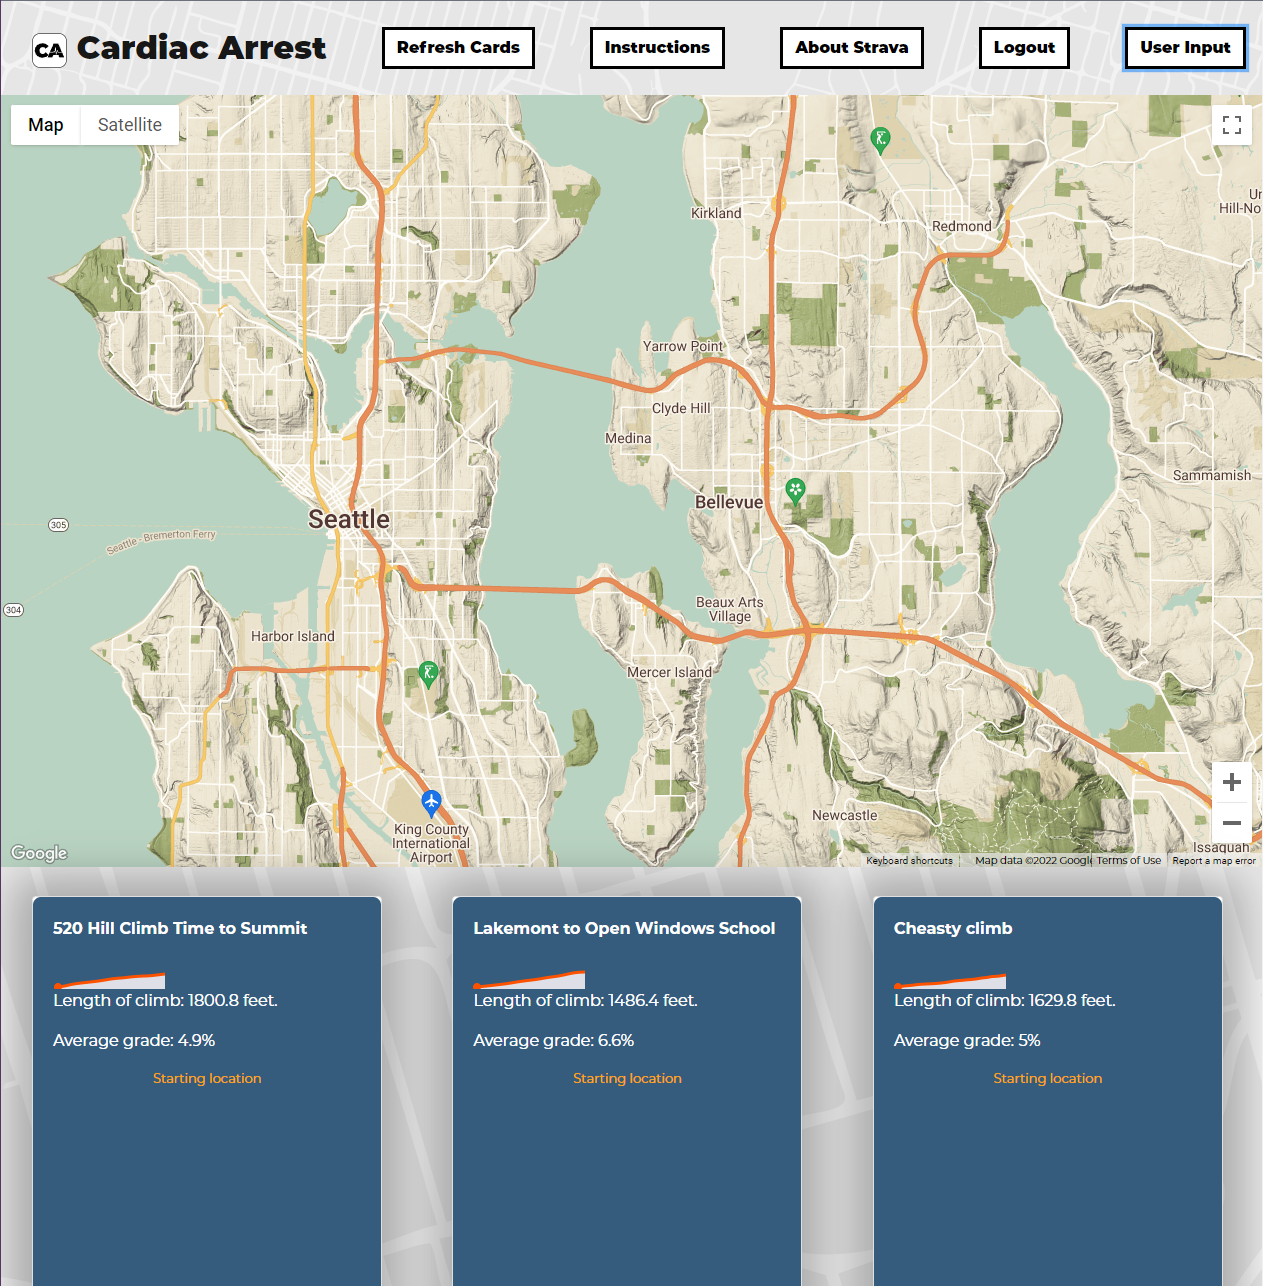 CA Cardiac Arrest
Refresh Cards
Instructions
About Strava
Logout
User Input
Map
Satellite
Kirkland
Redmond
Hill-No
Yarrow Point
Clyde Hill
Medina
Sammamish
Bellevue
Seattle
305
Seattle - Bremerton Ferry
304
Beaux Arts
Village
Harbor Island
Mercer Island
Newcastle
King County
International
Airport
Issaquah
Google
Keyboard shortcuts
Map data ©2022 Google
Terms of Use
Report a map error
520 Hill Climb Time to Summit
Length of climb: 1800.8 feet.
Average grade: 4.9%
Starting location
Lakemont to Open Windows School
Length of climb: 1486.4 feet.
Average grade: 6.6%
Starting location
Cheasty climb
Length of climb: 1629.8 feet.
Average grade: 5%
Starting location